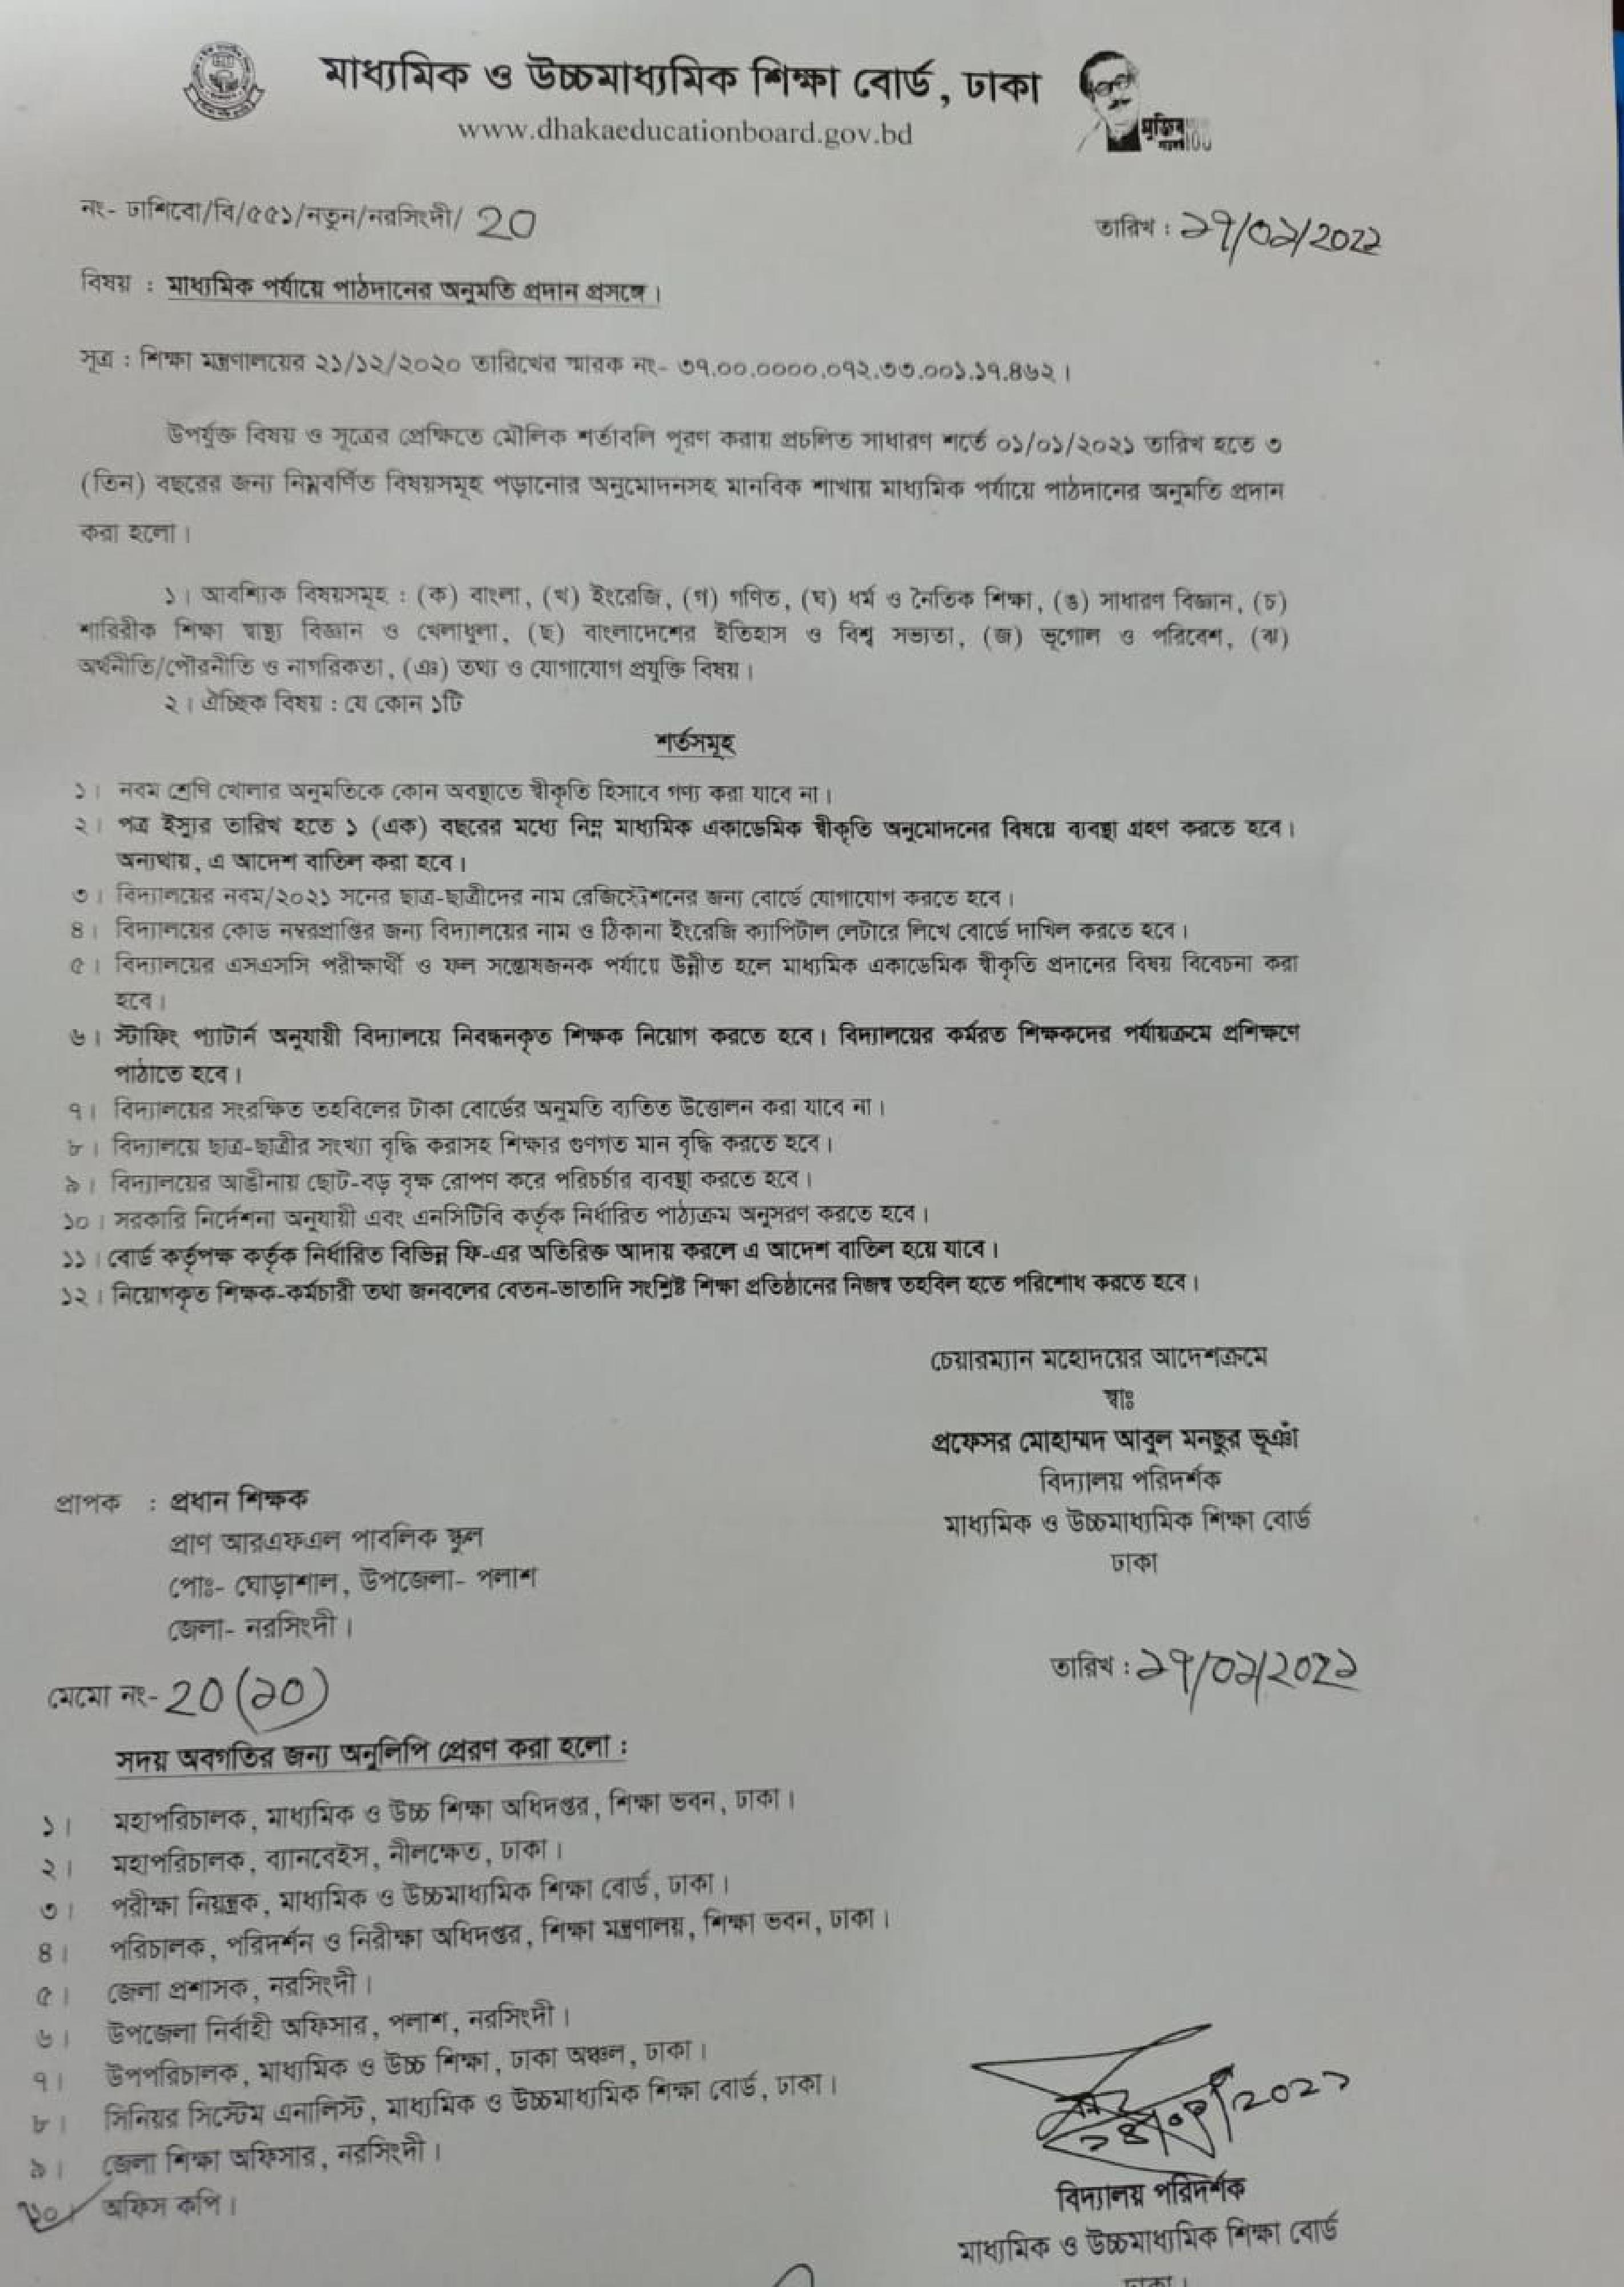 মাধ্যমিক ও উচ্চমাধ্যমিক শিক্ষা বোর্ড, ঢাকা
www.dhakaeducationboard.gov.bd
মুজিব
শতবর্ষ 100
নং- ঢাশিবো/বি/৫৫১/নতুন/নরসিংদী/ 20
তারিখ : ১৭/০১/2022
বিষয় : মাধ্যমিক পর্যায়ে পাঠদানের অনুমতি প্রদান প্রসঙ্গে।
সূত্র : শিক্ষা মন্ত্রণালয়ের ২১/১২/২০২০ তারিখের স্মারক নং- ৩৭.০০.০০০০.০৭২.৩৩.০০১.১৭.৪৬২।
উপর্যুক্ত বিষয় ও সূত্রের প্রেক্ষিতে মৌলিক শর্তাবলি পূরণ করায় প্রচলিত সাধারণ শর্তে ০১/০১/২০২১ তারিখ হতে ৩
(তিন) বছরের জন্য নিম্নবর্ণিত বিষয়সমূহ পড়ানোর অনুমোদনসহ মানবিক শাখায় মাধ্যমিক পর্যায়ে পাঠদানের অনুমতি প্রদান
করা হলো।
১। আবশ্যিক বিষয়সমূহ : (ক) বাংলা, (খ) ইংরেজি, (গ) গণিত, (ঘ) ধর্ম ও নৈতিক শিক্ষা, (ঙ) সাধারণ বিজ্ঞান, (চ)
শারিরীক শিক্ষা স্বাস্থ্য বিজ্ঞান ও খেলাধুলা, (ছ) বাংলাদেশের ইতিহাস ও বিশ্ব সভ্যতা, (জ) ভূগোল ও পরিবেশ, (ঝ)
অর্থনীতি/পৌরনীতি ও নাগরিকতা, (ঞ) তথ্য ও যোগাযোগ প্রযুক্তি বিষয়।
২। ঐচ্ছিক বিষয় : যে কোন ১টি
শর্তসমূহ
১। নবম শ্রেণি খোলার অনুমতিকে কোন অবস্থাতে স্বীকৃতি হিসাবে গণ্য করা যাবে না।
২। পত্র ইস্যুর তারিখ হতে ১ (এক) বছরের মধ্যে নিম্ন মাধ্যমিক একাডেমিক স্বীকৃতি অনুমোদনের বিষয়ে ব্যবস্থা গ্রহণ করতে হবে।
অন্যথায়, এ আদেশ বাতিল করা হবে।
৩। বিদ্যালয়ের নবম/২০২১ সনের ছাত্র-ছাত্রীদের নাম রেজিস্ট্রেশনের জন্য বোর্ডে যোগাযোগ করতে হবে।
৪। বিদ্যালয়ের কোড নম্বরপ্রাপ্তির জন্য বিদ্যালয়ের নাম ও ঠিকানা ইংরেজি ক্যাপিটাল লেটারে লিখে বোর্ডে দাখিল করতে হবে।
৫। বিদ্যালয়ের এসএসসি পরীক্ষার্থী ও ফল সন্তোষজনক পর্যায়ে উন্নীত হলে মাধ্যমিক একাডেমিক স্বীকৃতি প্রদানের বিষয় বিবেচনা করা
হবে।
৬। স্টাফিং প্যাটার্ন অনুযায়ী বিদ্যালয়ে নিবন্ধনকৃত শিক্ষক নিয়োগ করতে হবে। বিদ্যালয়ের কর্মরত শিক্ষকদের পর্যায়ক্রমে প্রশিক্ষণে
পাঠাতে হবে।
৭। বিদ্যালয়ের সংরক্ষিত তহবিলের টাকা বোর্ডের অনুমতি ব্যতিত উত্তোলন করা যাবে না।
৮। বিদ্যালয়ে ছাত্র-ছাত্রীর সংখ্যা বৃদ্ধি করাসহ শিক্ষার গুণগত মান বৃদ্ধি করতে হবে।
৯। বিদ্যালয়ের আঙীনায় ছোট-বড় বৃক্ষ রোপণ করে পরিচর্চার ব্যবস্থা করতে হবে।
১০। সরকারি নির্দেশনা অনুযায়ী এবং এনসিটিবি কর্তৃক নির্ধারিত পাঠ্যক্রম অনুসরণ করতে হবে।
১১। বোর্ড কর্তৃপক্ষ কর্তৃক নির্ধারিত বিভিন্ন ফি-এর অতিরিক্ত আদায় করলে এ আদেশ বাতিল হয়ে যাবে।
১২। নিয়োগকৃত শিক্ষক-কর্মচারী তথা জনবলের বেতন-ভাতাদি সংশ্লিষ্ট শিক্ষা প্রতিষ্ঠানের নিজস্ব তহবিল হতে পরিশোধ করতে হবে।
চেয়ারম্যান মহোদয়ের আদেশক্রমে
স্বাঃ
প্রফেসর মোহাম্মদ আবুল মনছুর ভূঞাঁ
বিদ্যালয় পরিদর্শক
মাধ্যমিক ও উচ্চমাধ্যমিক শিক্ষা বোর্ড
ঢাকা
প্রাপক : প্রধান শিক্ষক
প্রাণ আরএফএল পাবলিক স্কুল
পোঃ- ঘোড়াশাল, উপজেলা- পলাশ
জেলা- নরসিংদী।
মেমো নং- 20 (১০)
তারিখ : ১৭/০১/২০২১
সদয় অবগতির জন্য অনুলিপি প্রেরণ করা হলো :
১। মহাপরিচালক, মাধ্যমিক ও উচ্চ শিক্ষা অধিদপ্তর, শিক্ষা ভবন, ঢাকা।
২। মহাপরিচালক, ব্যানবেইস, নীলক্ষেত, ঢাকা।
৩। পরীক্ষা নিয়ন্ত্রক, মাধ্যমিক ও উচ্চমাধ্যমিক শিক্ষা বোর্ড, ঢাকা।
৪। পরিচালক, পরিদর্শন ও নিরীক্ষা অধিদপ্তর, শিক্ষা মন্ত্রণালয়, শিক্ষা ভবন, ঢাকা।
৫। জেলা প্রশাসক, নরসিংদী।
৬। উপজেলা নির্বাহী অফিসার, পলাশ, নরসিংদী।
৭। উপপরিচালক, মাধ্যমিক ও উচ্চ শিক্ষা, ঢাকা অঞ্চল, ঢাকা।
৮। সিনিয়র সিস্টেম এনালিস্ট, মাধ্যমিক ও উচ্চমাধ্যমিক শিক্ষা বোর্ড, ঢাকা।
৯। জেলা শিক্ষা অফিসার, নরসিংদী।
১০। অফিস কপি।
বিদ্যালয় পরিদর্শক
মাধ্যমিক ও উচ্চমাধ্যমিক শিক্ষা বোর্ড
ঢাকা।